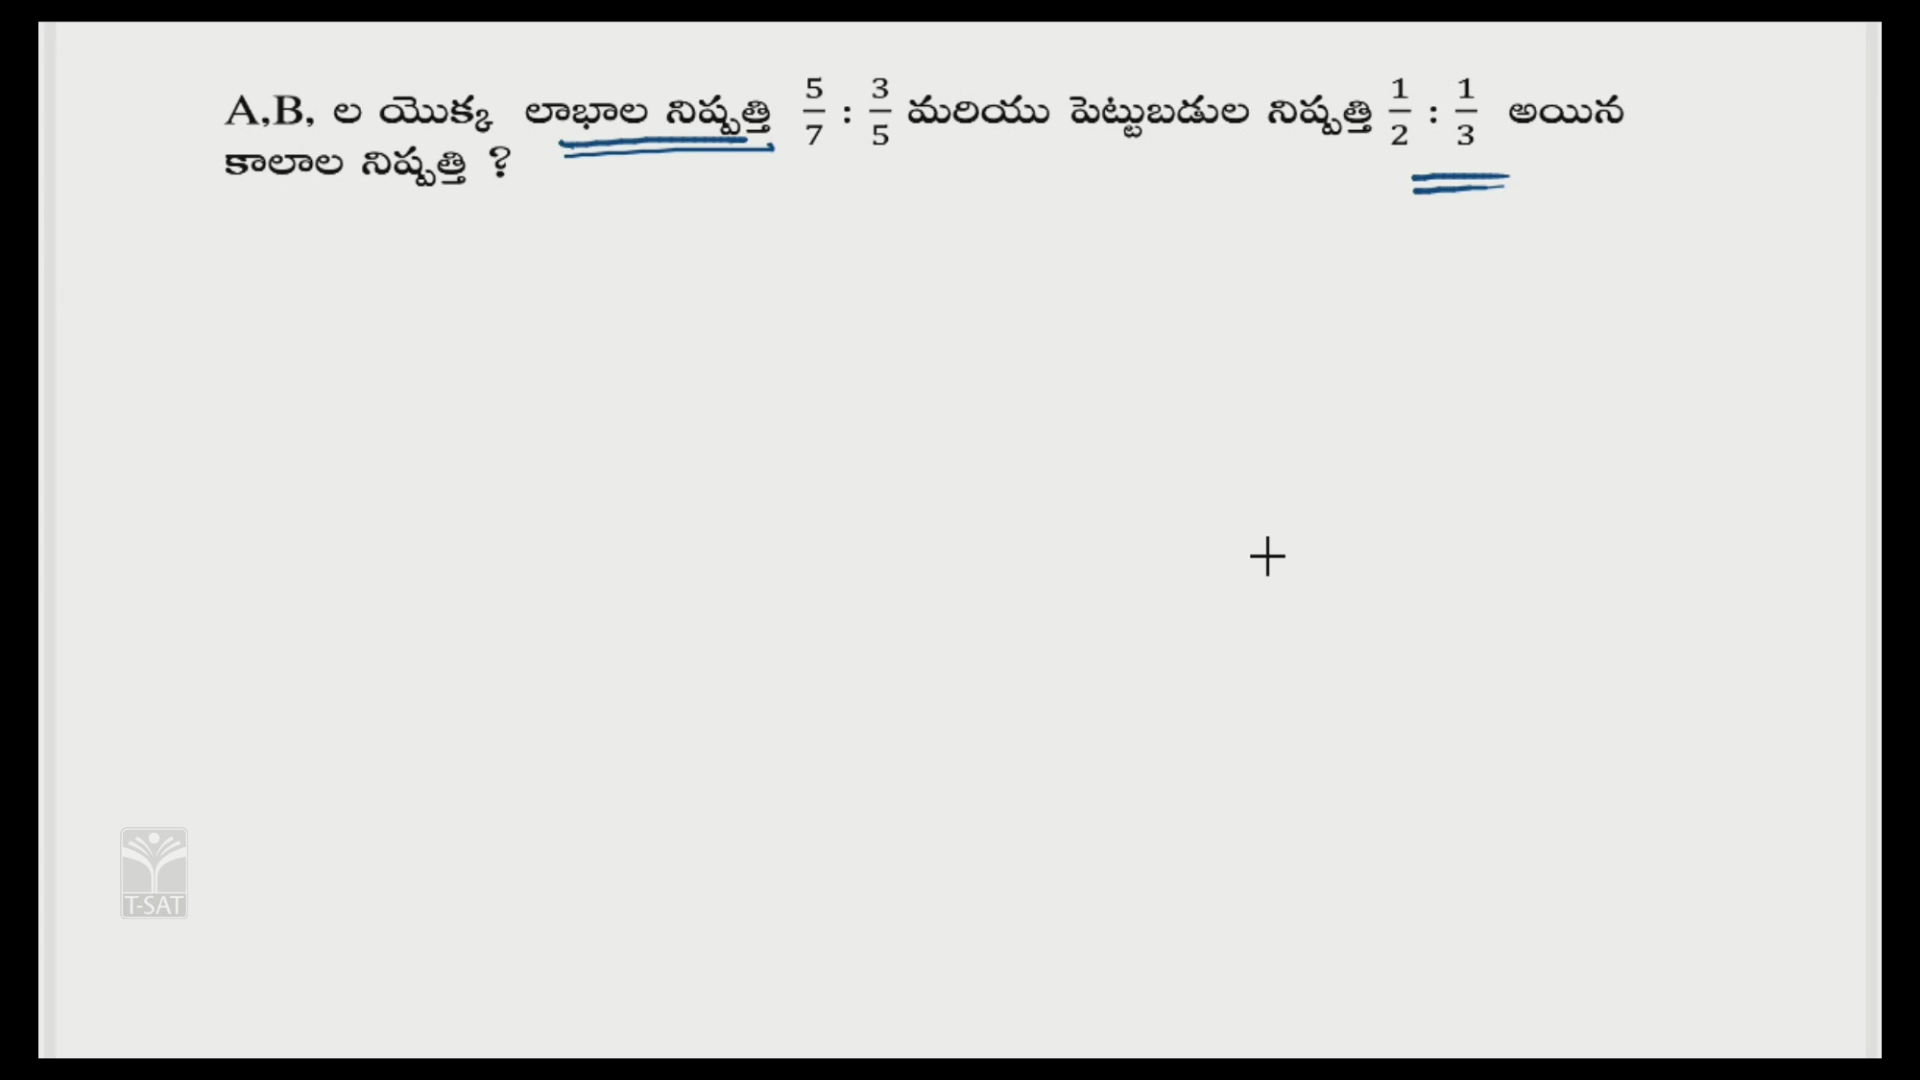 A,B, ల యొక్క లాభాల నిష్పత్తి 5/7 : 3/5 మరియు పెట్టుబడుల నిష్పత్తి 1/2 : 1/3 అయిన
కాలాల నిష్పత్తి ?
T-SAT